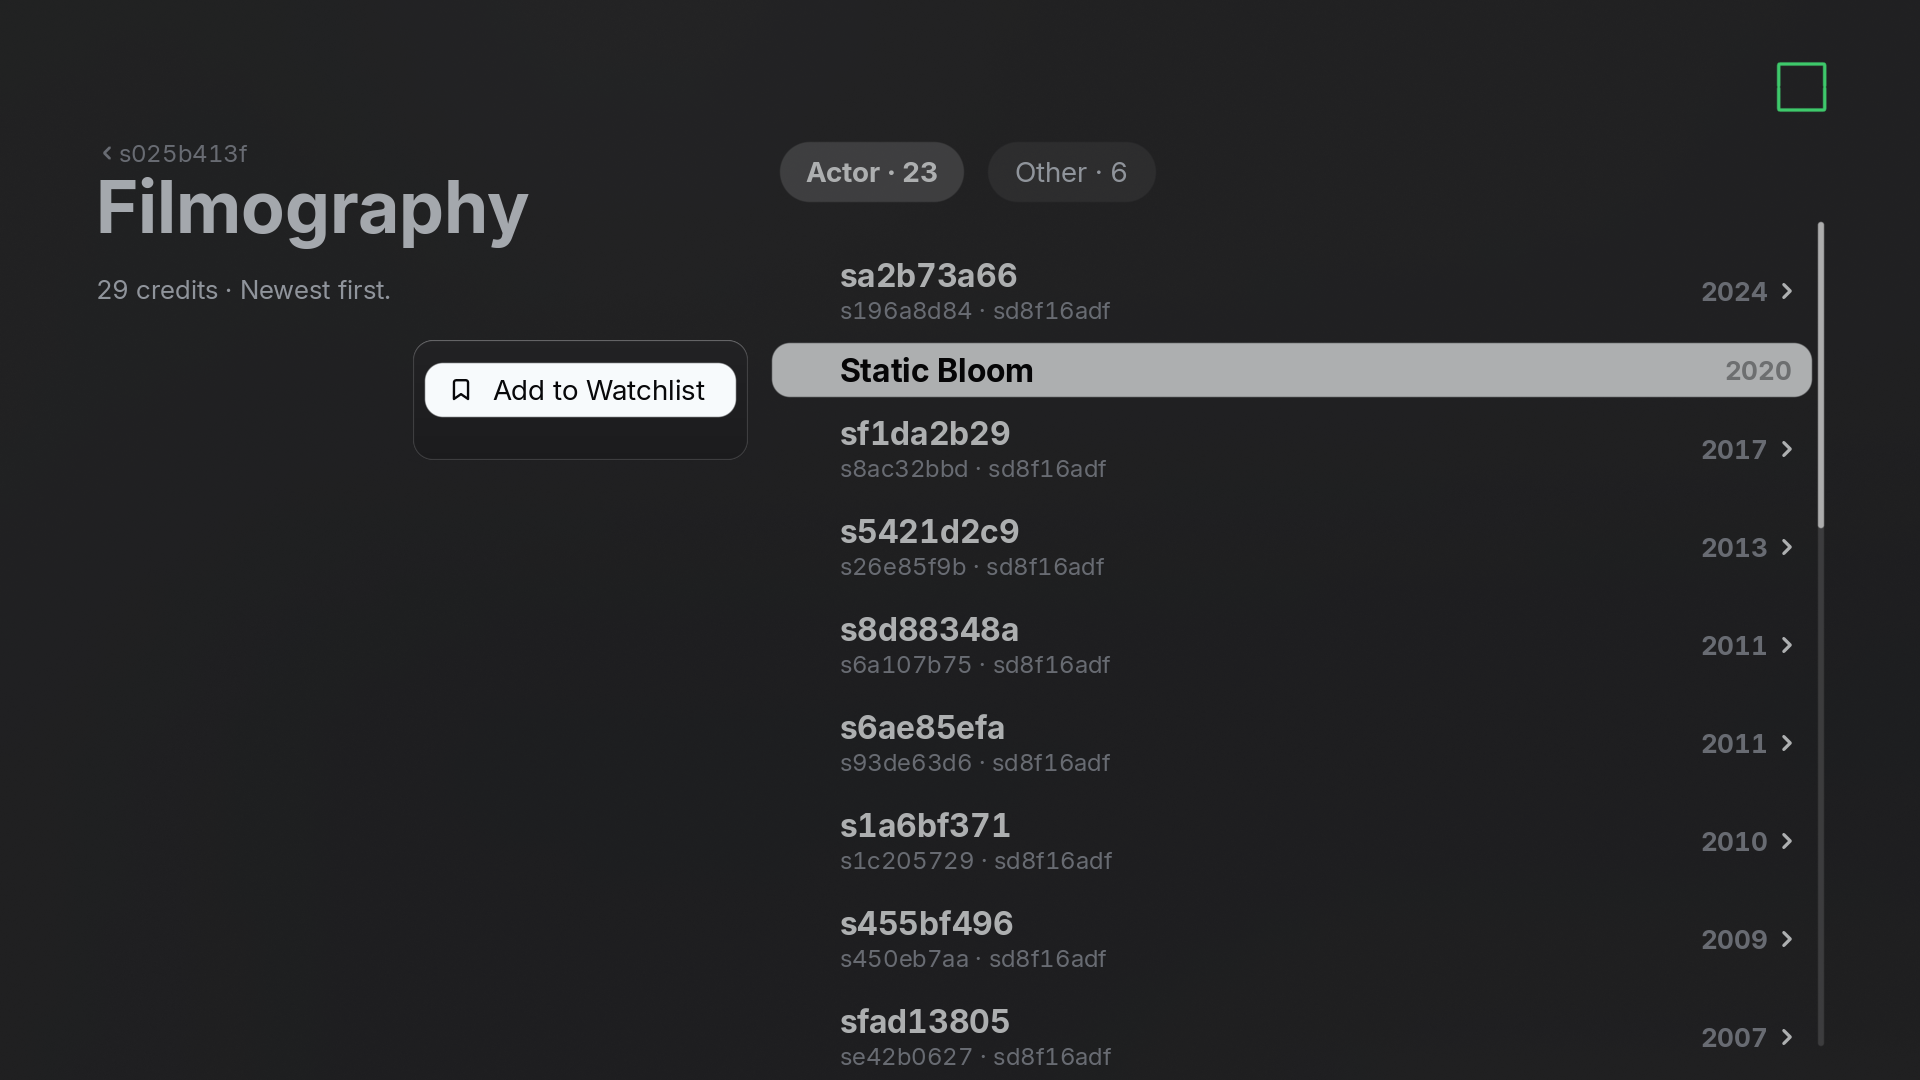 s025b413f
Filmography
29 credits · Newest first.
Add to Watchlist
Actor · 23
Other · 6
sa2b73a66
s196a8d84 · sd8f16adf
2024
Static Bloom
2020
sf1da2b29
s8ac32bbd · sd8f16adf
2017
s5421d2c9
s26e85f9b · sd8f16adf
2013
s8d88348a
s6a107b75 · sd8f16adf
2011
s6ae85efa
s93de63d6 · sd8f16adf
2011
s1a6bf371
s1c205729 · sd8f16adf
2010
s455bf496
s450eb7aa · sd8f16adf
2009
sfad13805
se42b0627 · sd8f16adf
2007